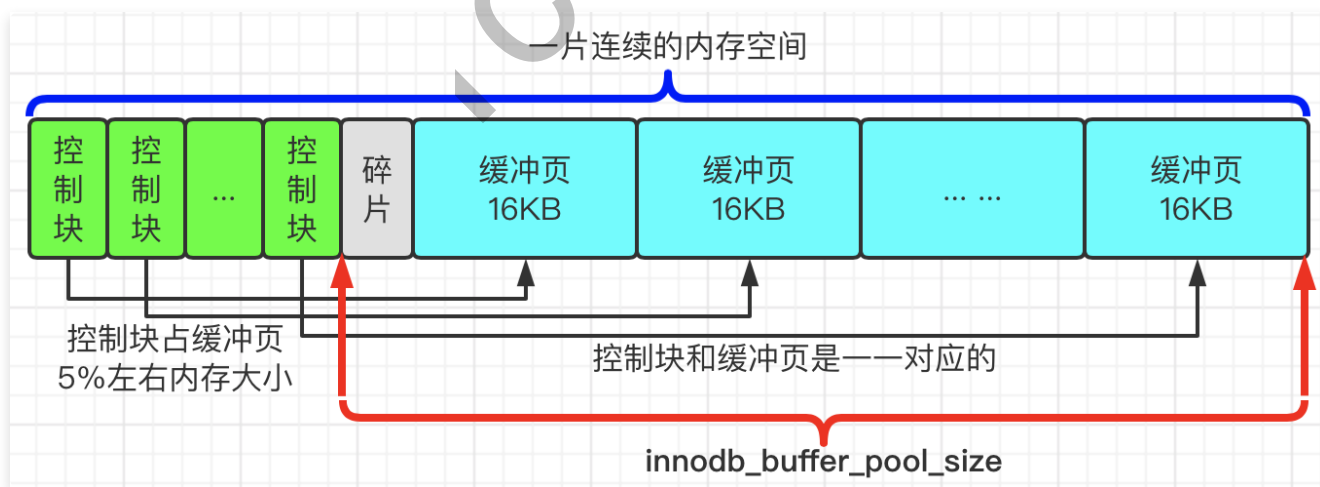 一片连续的内存空间
控
制
块
控
制
块
...
控
制
块
碎
片
缓冲页
16KB
缓冲页
16KB
... ...
缓冲页
16KB
控制块占缓冲页
5%左右内存大小
控制块和缓冲页是一一对应的
innodb_buffer_pool_size